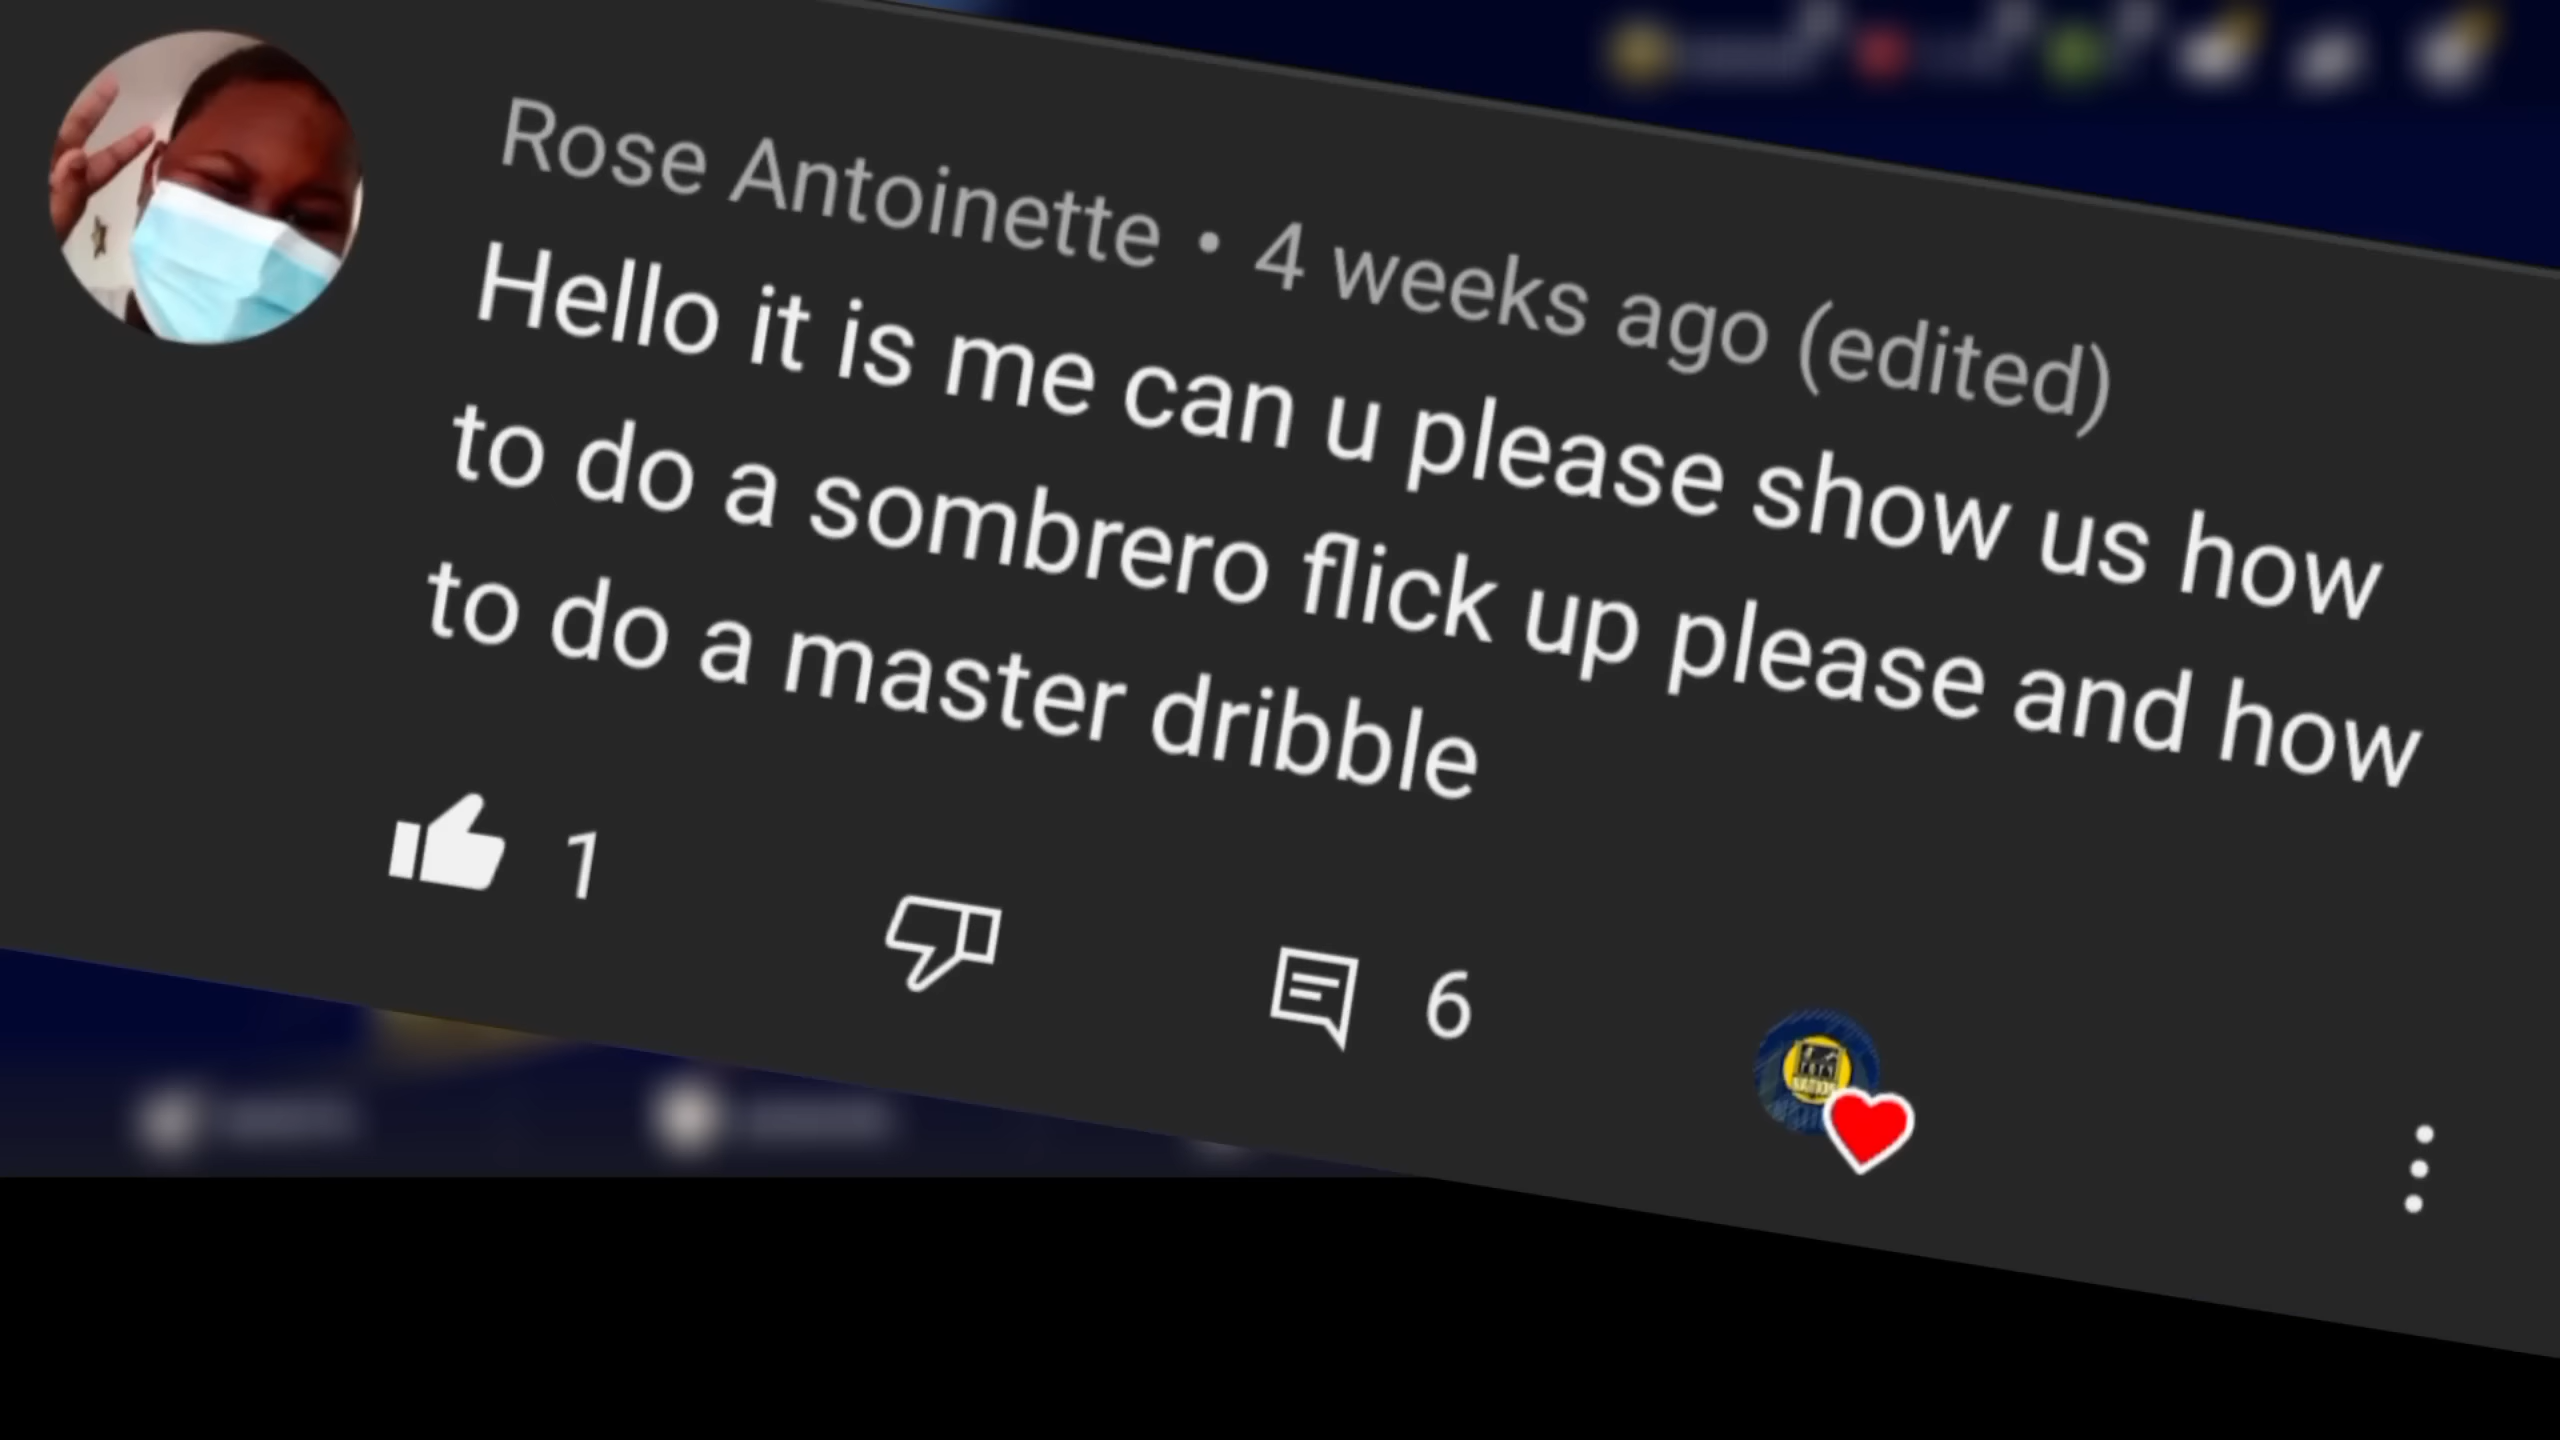 Rose Antoinette • 4 weeks ago (edited)
Hello it is me can u please show us how
to do a sombrero flick up please and how
to do a master dribble
1
6